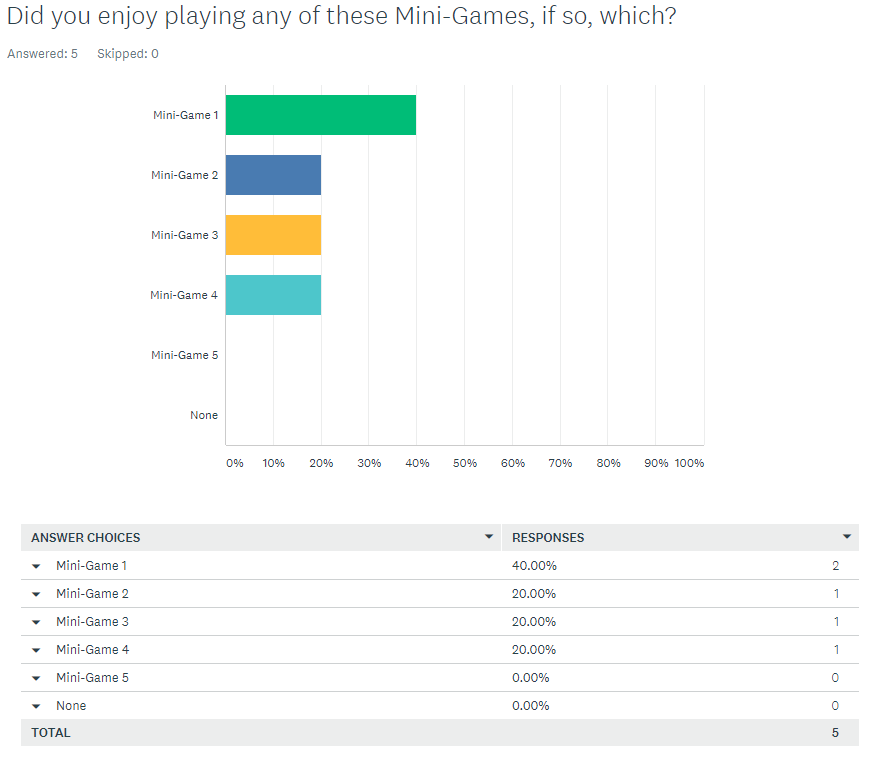 Did you enjoy playing any of these Mini-Games, if so, which?
Answered: 5 Skipped: 0
Mini-Game 1
Mini-Game 2
Mini-Game 3
Mini-Game 4
Mini-Game 5
None
0% 10% 20% 30% 40% 50% 60% 70% 80% 90% 100%
ANSWER CHOICES RESPONSES
Mini-Game 1 40.00% 2
Mini-Game 2 20.00% 1
Mini-Game 3 20.00% 1
Mini-Game 4 20.00% 1
Mini-Game 5 0.00% 0
None 0.00% 0
TOTAL 5